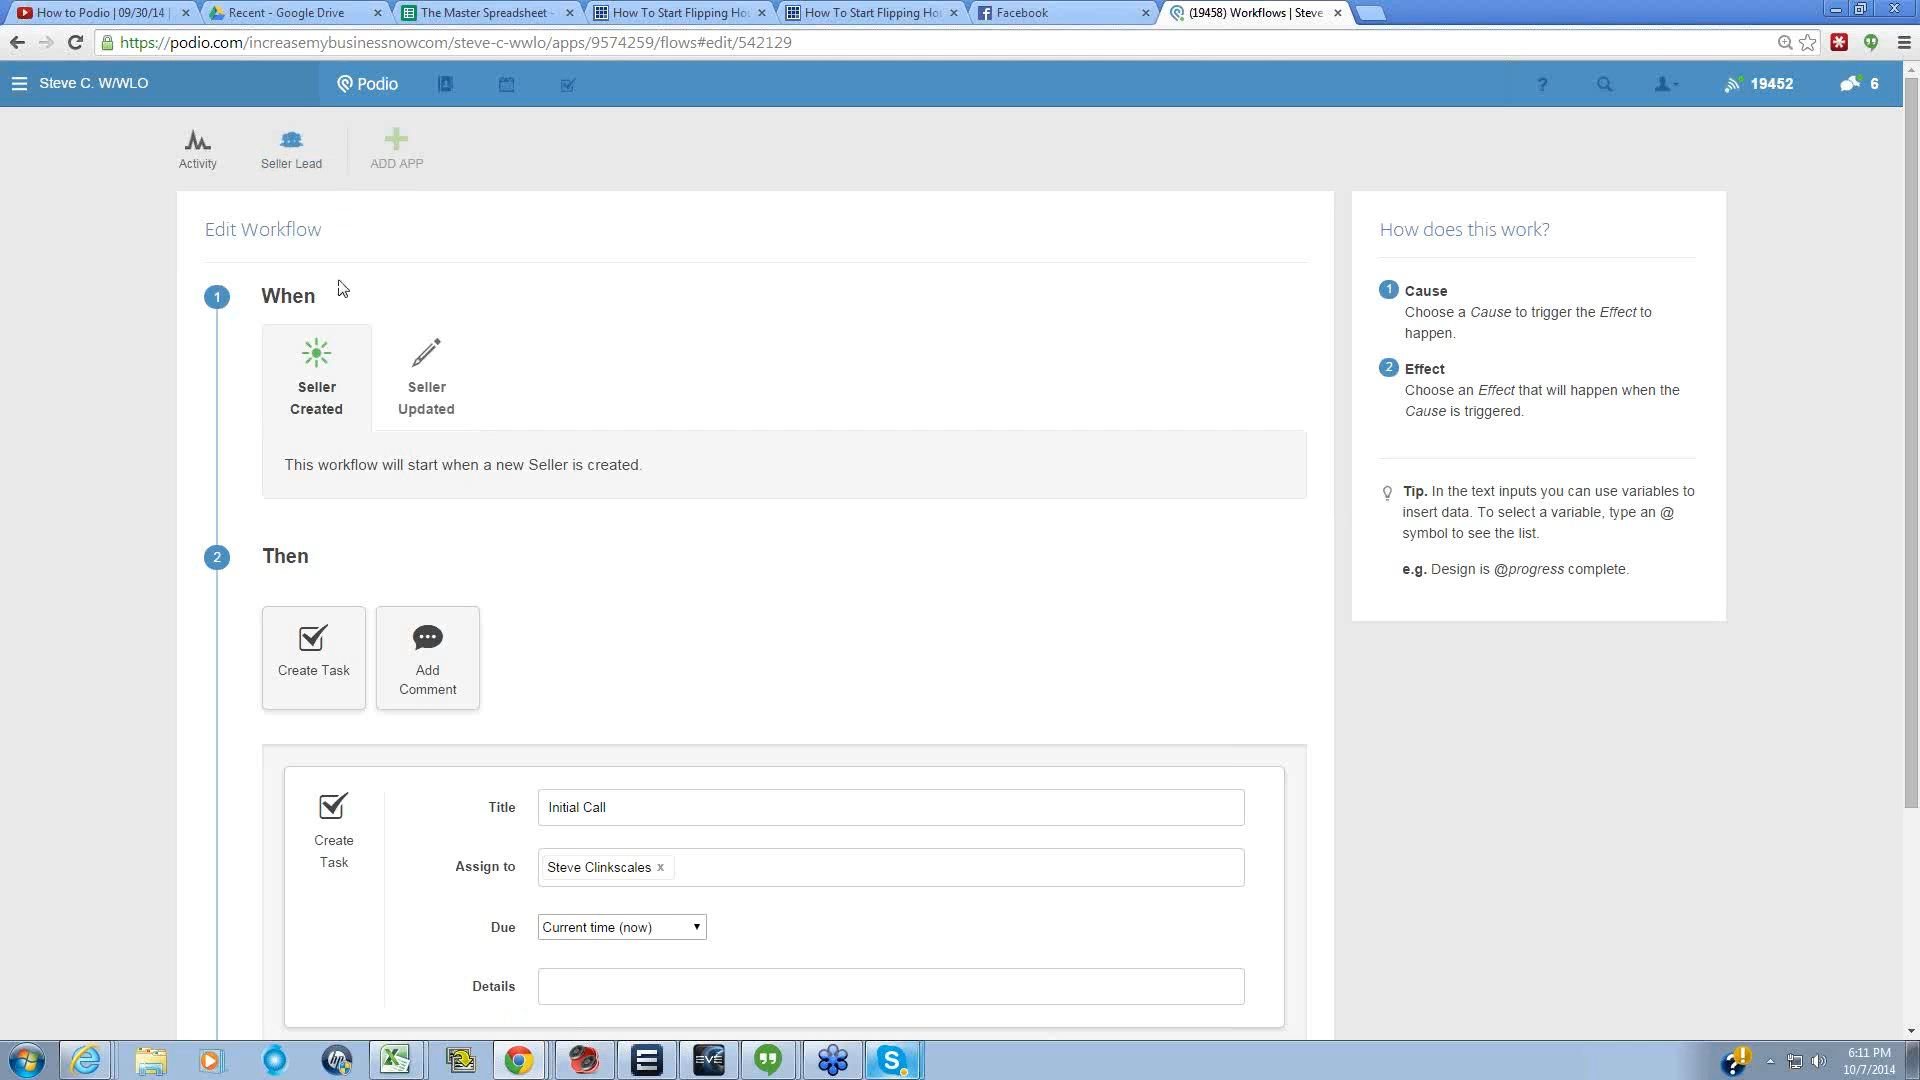 How to Podio | 09/30/14 |
Recent - Google Drive
The Master Spreadsheet -
How To Start Flipping Hou
How To Start Flipping Hou
Facebook
(19458) Workflows | Steve
https://podio.com/increasemybusinessnowcom/steve-c-wwlo/apps/9574259/flows#edit/542129
Steve C. W/WLO
Podio
?
19452
6
Activity
Seller Lead
ADD APP
Edit Workflow
1
When
Seller
Created
Seller
Updated
This workflow will start when a new Seller is created.
2
Then
Create Task
Add
Comment
Create
Task
Title
Initial Call
Assign to
Steve Clinkscales x
Due
Current time (now)
Details
How does this work?
1 Cause
Choose a Cause to trigger the Effect to
happen.
2 Effect
Choose an Effect that will happen when the
Cause is triggered.
Tip. In the text inputs you can use variables to
insert data. To select a variable, type an @
symbol to see the list.
e.g. Design is @progress complete.
EVE
6:11 PM
10/7/2014